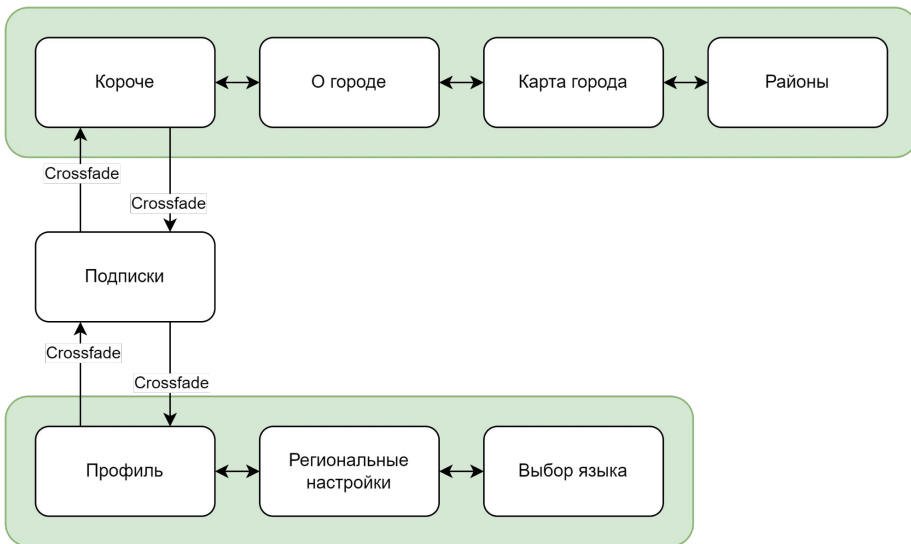 Короче
О городе
Карта города
Районы
Crossfade
Crossfade
Подписки
Crossfade
Crossfade
Профиль
Региональные
настройки
Выбор языка